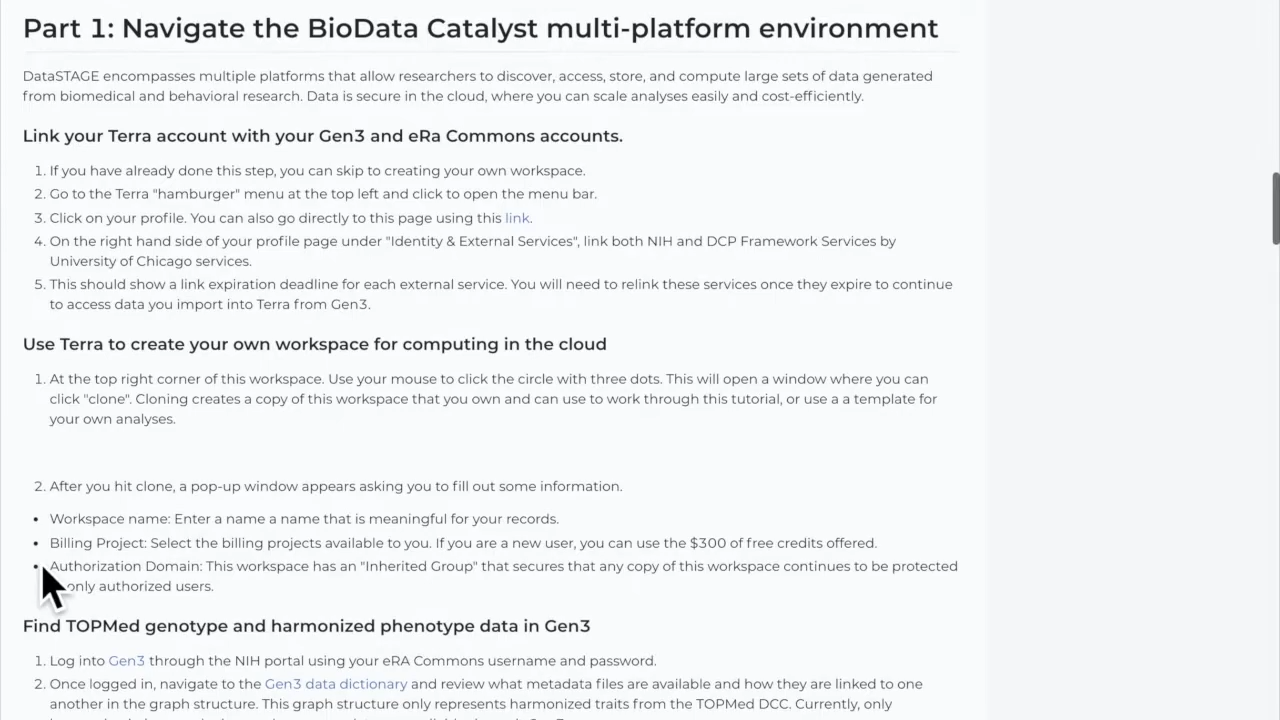 Part 1: Navigate the BioData Catalyst multi-platform environment
DataSTAGE encompasses multiple platforms that allow researchers to discover, access, store, and compute large sets of data generated
from biomedical and behavioral research. Data is secure in the cloud, where you can scale analyses easily and cost-efficiently.
Link your Terra account with your Gen3 and eRa Commons accounts.
1. If you have already done this step, you can skip to creating your own workspace.
2. Go to the Terra "hamburger" menu at the top left and click to open the menu bar.
3. Click on your profile. You can also go directly to this page using this link.
4. On the right hand side of your profile page under "Identity & External Services", link both NIH and DCP Framework Services by
University of Chicago services.
5. This should show a link expiration deadline for each external service. You will need to relink these services once they expire to continue
to access data you import into Terra from Gen3.
Use Terra to create your own workspace for computing in the cloud
1. At the top right corner of this workspace. Use your mouse to click the circle with three dots. This will open a window where you can
click "clone". Cloning creates a copy of this workspace that you own and can use to work through this tutorial, or use a a template for
your own analyses.
2. After you hit clone, a pop-up window appears asking you to fill out some information.
• Workspace name: Enter a name a name that is meaningful for your records.
• Billing Project: Select the billing projects available to you. If you are a new user, you can use the $300 of free credits offered.
• Authorization Domain: This workspace has an "Inherited Group" that secures that any copy of this workspace continues to be protected
only authorized users.
Find TOPMed genotype and harmonized phenotype data in Gen3
1. Log into Gen3 through the NIH portal using your eRA Commons username and password.
2. Once logged in, navigate to the Gen3 data dictionary and review what metadata files are available and how they are linked to one
another in the graph structure. This graph structure only represents harmonized traits from the TOPMed DCC. Currently, only